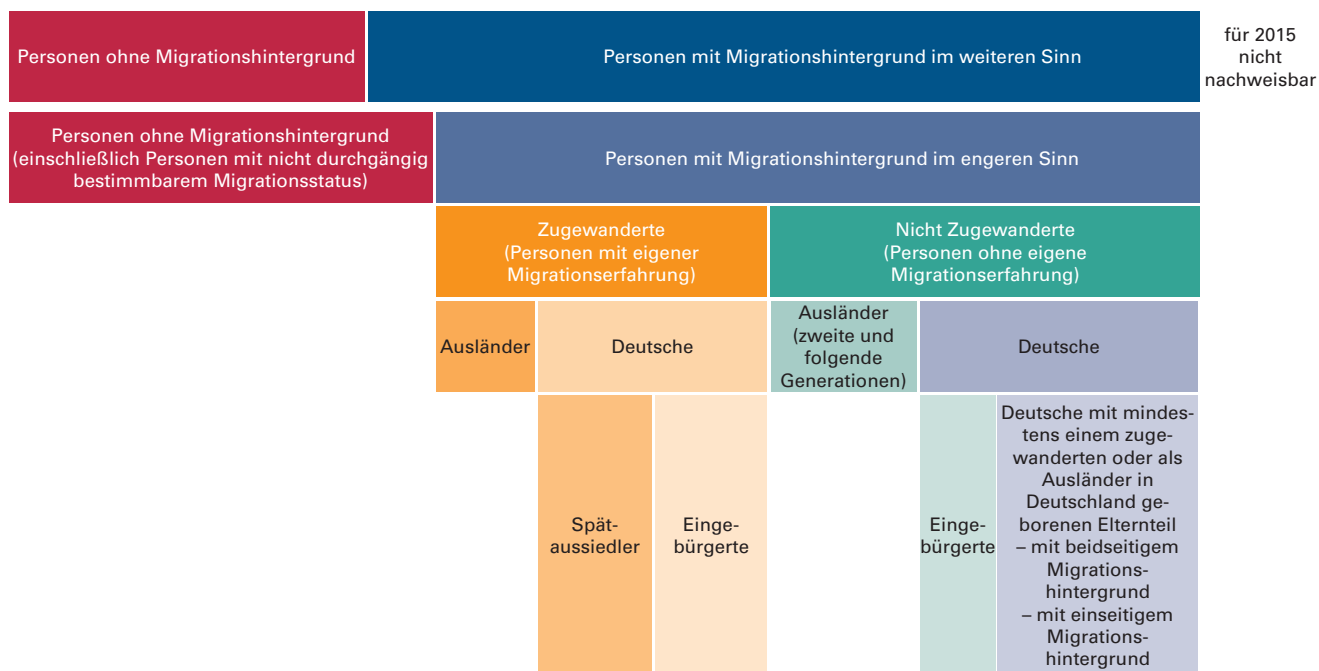 Personen ohne Migrationshintergrund
Personen mit Migrationshintergrund im weiteren Sinn
für 2015
nicht
nachweisbar
Personen ohne Migrationshintergrund
(einschließlich Personen mit nicht durchgängig
bestimmbarem Migrationsstatus)
Personen mit Migrationshintergrund im engeren Sinn
Zugewanderte
(Personen mit eigener
Migrationserfahrung)
Nicht Zugewanderte
(Personen ohne eigene
Migrationserfahrung)
Ausländer
Deutsche
Ausländer
(zweite und
folgende
Generationen)
Deutsche
Spät-
aussiedler
Einge-
bürgerte
Einge-
bürgerte
Deutsche mit mindes-
tens einem zuge-
wanderten oder als
Ausländer in
Deutschland ge-
borenen Elternteil
– mit beidseitigem
Migrations-
hintergrund
– mit einseitigem
Migrations-
hintergrund